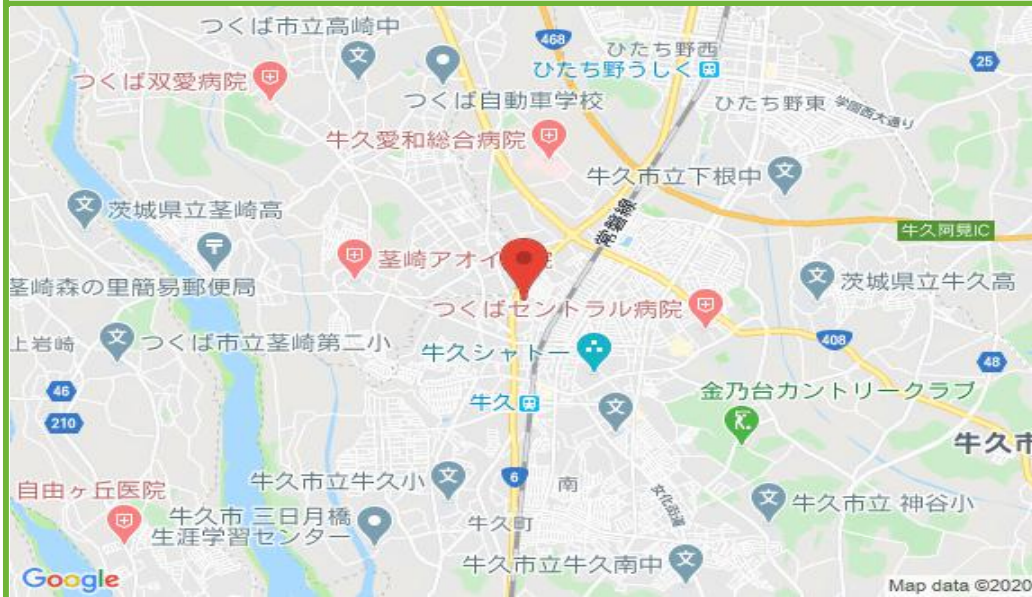 つくば市立高崎中
468
ひたち野西
ひたち野うしく
25
つくば双愛病院
つくば自動車学校
ひたち野東
学園西大通り
牛久愛和総合病院
牛久市立下根中
茨城県立茎崎高
常磐線
牛久阿見IC
茎崎アオイ
院
茎崎森の里簡易郵便局
茨城県立牛久高
つくばセントラル病院
上岩崎
つくば市立茎崎第二小
牛久シャトー
408
48
46
牛久
金乃台カントリークラブ
210
牛久市
牛久市立牛久小
6
南
女化街道
自由ヶ丘医院
牛久市 三日月橋
生涯学習センター
牛久町
牛久市立 神谷小
牛久市立牛久南中
Google
Map data ©2020